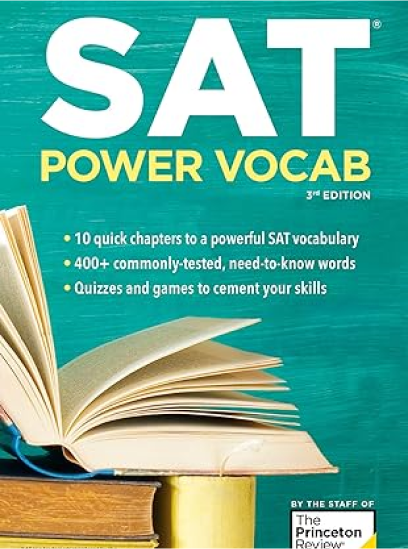 SAT®
POWER VOCAB
3rd EDITION
• 10 quick chapters to a powerful SAT vocabulary
• 400+ commonly-tested, need-to-know words
• Quizzes and games to cement your skills
BY THE STAFF OF
The
Princeton
Review